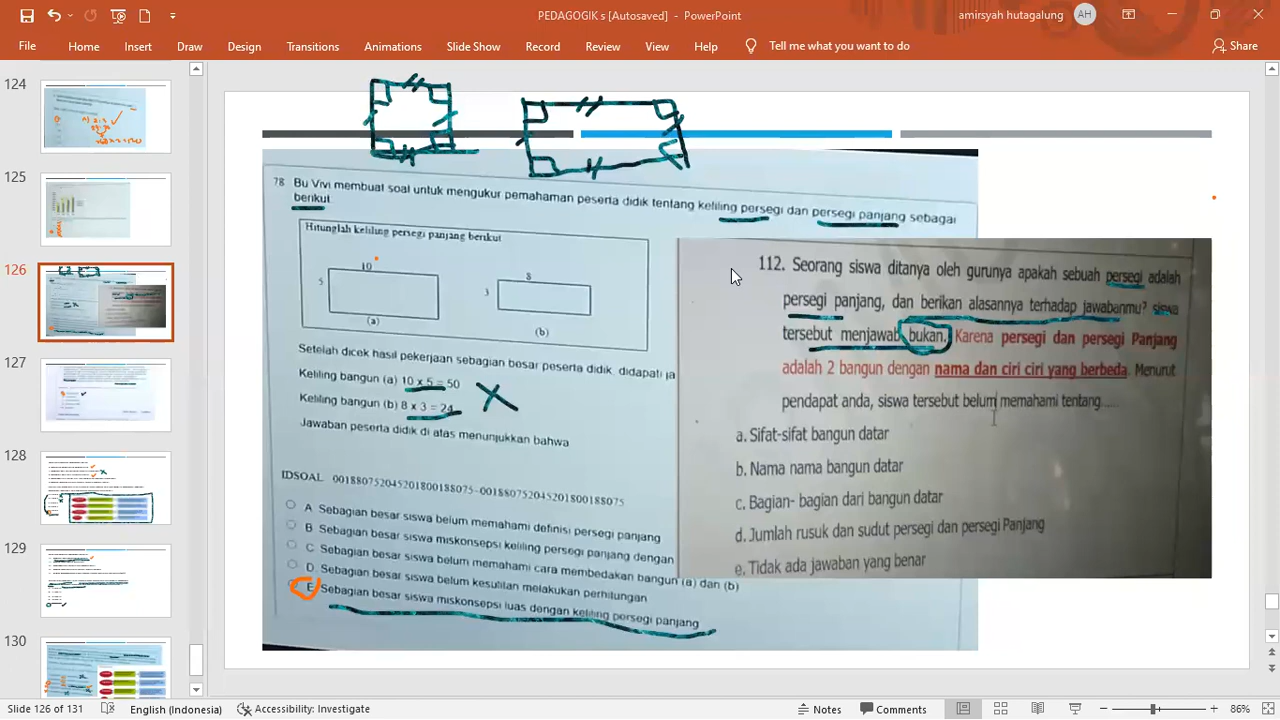 PEDAGOGIK s [Autosaved] - PowerPoint
amirsyah hutagalung
AH
File
Home
Insert
Draw
Design
Transitions
Animations
Slide Show
Record
Review
View
Help
Tell me what you want to do
Share
124
125
126
127
128
129
130
78 Bu Vivi membuat soal untuk mengukur pemahaman peserta didik tentang keliling persegi dan persegi panjang sebagai
berikut.
Hitunglah keliling persegi panjang berikut
10
5
(a)
8
3
(b)
Setelah dicek hasil pekerjaan sebagian besar peserta didik, didapati ja
Keliling bangun (a) 10 x 5 = 50
Keliling bangun (b) 8 x 3 = 24
Jawaban peserta didik di atas menunjukkan bahwa
IDSOAL 00188075204520180018​8075-00188075204520180018​8075
A Sebagian besar siswa belum memahami definisi persegi panjang
B Sebagian besar siswa miskonsepsi keliling persegi panjang dengan
C Sebagian besar siswa belum memahami cara membedakan bangun (a) dan (b)
D Sebagian besar siswa belum kesulitan melakukan perhitungan
E Sebagian besar siswa miskonsepsi luas dengan keliling persegi panjang
112. Seorang siswa ditanya oleh gurunya apakah sebuah persegi adalah
persegi panjang, dan berikan alasannya terhadap jawabanmu? siswa
tersebut menjawab bukan. Karena persegi dan persegi Panjang
adalah 2 bangun dengan nama dan ciri ciri yang berbeda. Menurut
pendapat anda, siswa tersebut belum memahami tentang....
a. Sifat-sifat bangun datar
b. Nama nama bangun datar
c. Bagian- bagian dari bangun datar
d. Jumlah rusuk dan sudut persegi dan persegi Panjang
e. Tidak ada jawaban yang benar
Slide 126 of 131
English (Indonesia)
Accessibility: Investigate
Notes
Comments
86%